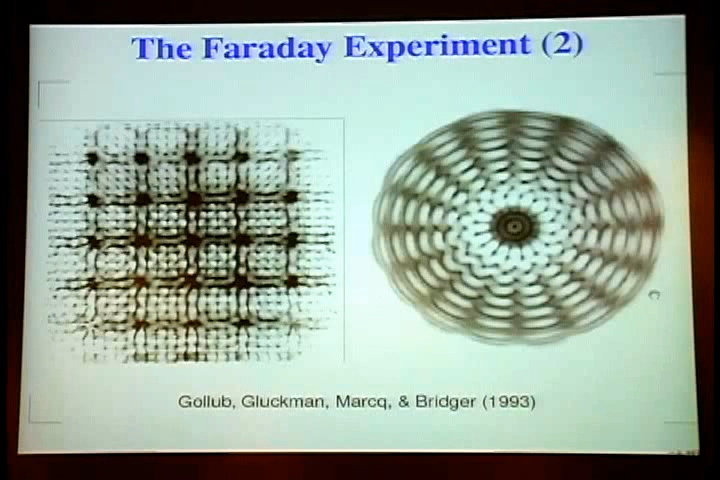 The Faraday Experiment (2)
c
Gollub, Gluckman, Marcq, & Bridger (1993)